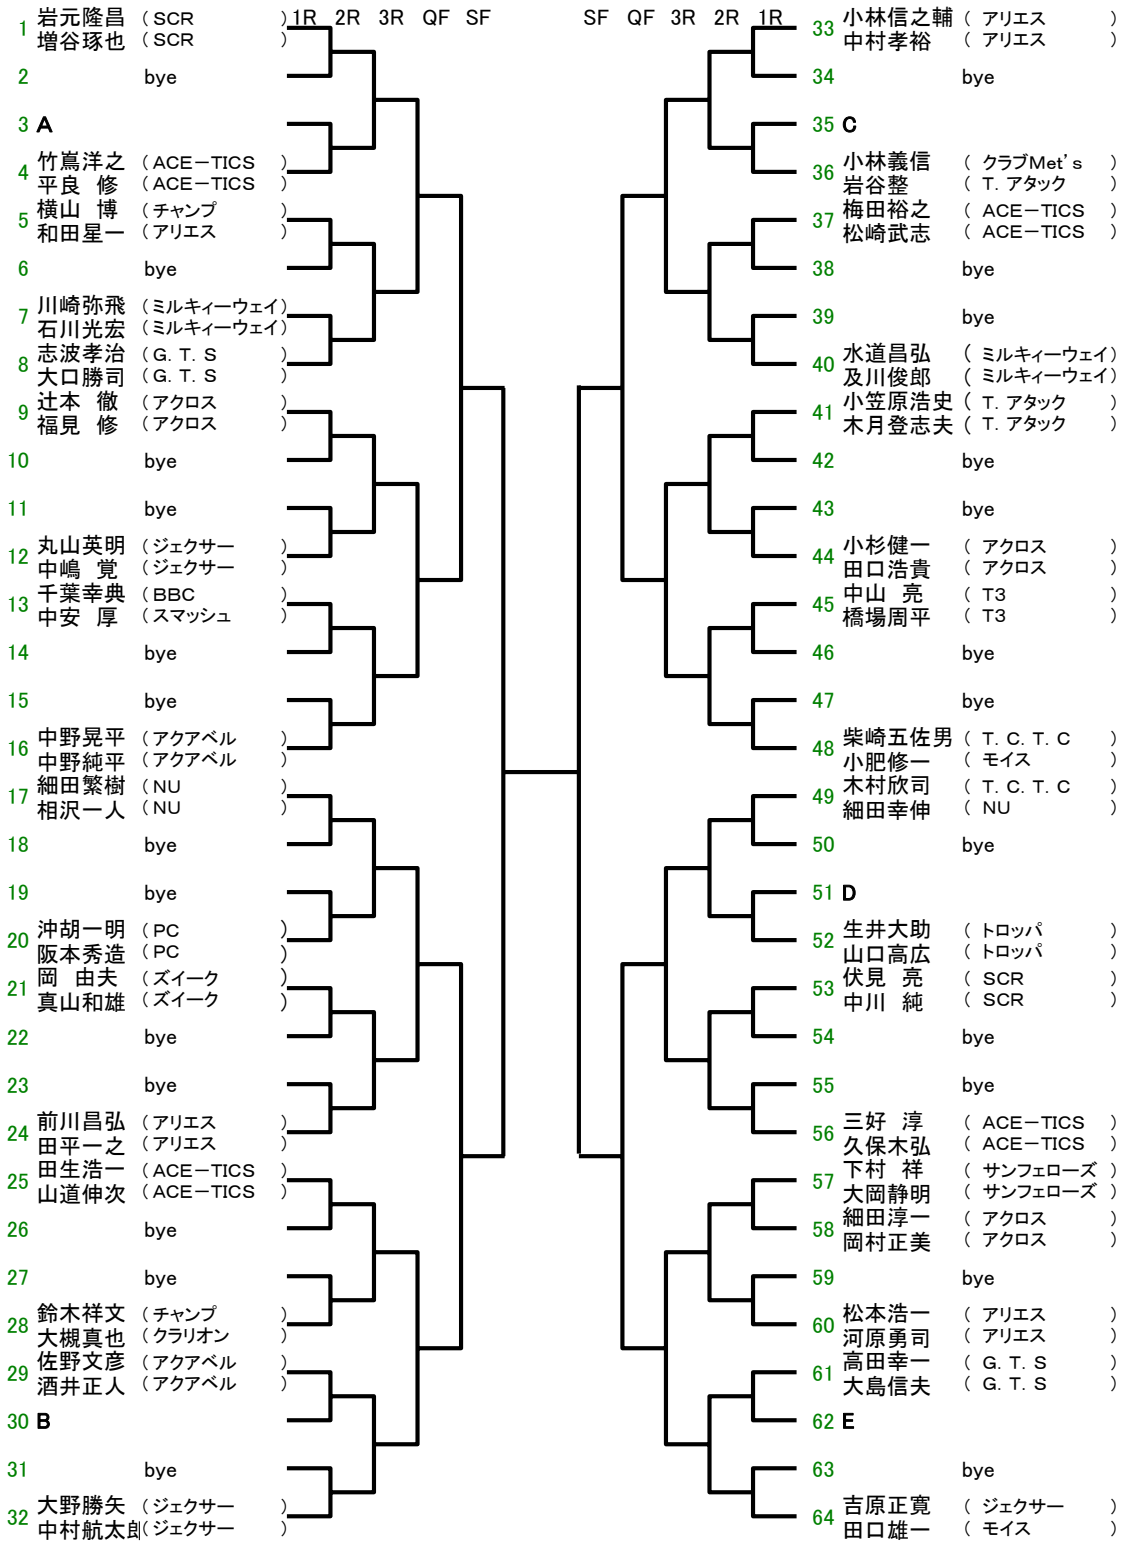 1R 2R 3R QF SF
1 岩元隆昌 (SCR)
増谷琢也 (SCR)
2 bye
3 A
4 竹嶌洋之 (ACE-TICS)
平良 修 (ACE-TICS)
5 横山 博 (チャンプ)
和田星一 (アリエス)
6 bye
7 川崎弥飛 (ミルキィーウェイ)
石川光宏 (ミルキィーウェイ)
8 志波孝治 (G.T.S)
大口勝司 (G.T.S)
9 辻本 徹 (アクロス)
福見 修 (アクロス)
10 bye
11 bye
12 丸山英明 (ジェクサー)
中嶋 覚 (ジェクサー)
13 千葉幸典 (BBC)
中安 厚 (スマッシュ)
14 bye
15 bye
16 中野晃平 (アクアベル)
中野純平 (アクアベル)
17 細田繁樹 (NU)
相沢一人 (NU)
18 bye
19 bye
20 沖胡一明 (PC)
阪本秀造 (PC)
21 岡 由夫 (ズイーク)
真山和雄 (ズイーク)
22 bye
23 bye
24 前川昌弘 (アリエス)
田平一之 (アリエス)
25 田生浩一 (ACE-TICS)
山道伸次 (ACE-TICS)
26 bye
27 bye
28 鈴木祥文 (チャンプ)
大槻真也 (クラリオン)
29 佐野文彦 (アクアベル)
酒井正人 (アクアベル)
30 B
31 bye
32 大野勝矢 (ジェクサー)
中村航太郎 (ジェクサー)
SF QF 3R 2R 1R
33 小林信之輔 (アリエス)
中村孝裕 (アリエス)
34 bye
35 C
36 小林義信 (クラブMet's)
岩谷整 (T.アタック)
37 梅田裕之 (ACE-TICS)
松崎武志 (ACE-TICS)
38 bye
39 bye
40 水道昌弘 (ミルキィーウェイ)
及川俊郎 (ミルキィーウェイ)
41 小笠原浩史 (T.アタック)
木月登志夫 (T.アタック)
42 bye
43 bye
44 小杉健一 (アクロス)
田口浩貴 (アクロス)
45 中山 亮 (T3)
橋場周平 (T3)
46 bye
47 bye
48 柴崎五佐男 (T.C.T.C)
小肥修一 (モイス)
49 木村欣司 (T.C.T.C)
細田幸伸 (NU)
50 bye
51 D
52 生井大助 (トロッパ)
山口高広 (トロッパ)
53 伏見 亮 (SCR)
中川 純 (SCR)
54 bye
55 bye
56 三好 淳 (ACE-TICS)
久保木弘 (ACE-TICS)
57 下村 祥 (サンフェローズ)
大岡静明 (サンフェローズ)
58 細田淳一 (アクロス)
岡村正美 (アクロス)
59 bye
60 松本浩一 (アリエス)
河原勇司 (アリエス)
61 高田幸一 (G.T.S)
大島信夫 (G.T.S)
62 E
63 bye
64 吉原正寛 (ジェクサー)
田口雄一 (モイス)